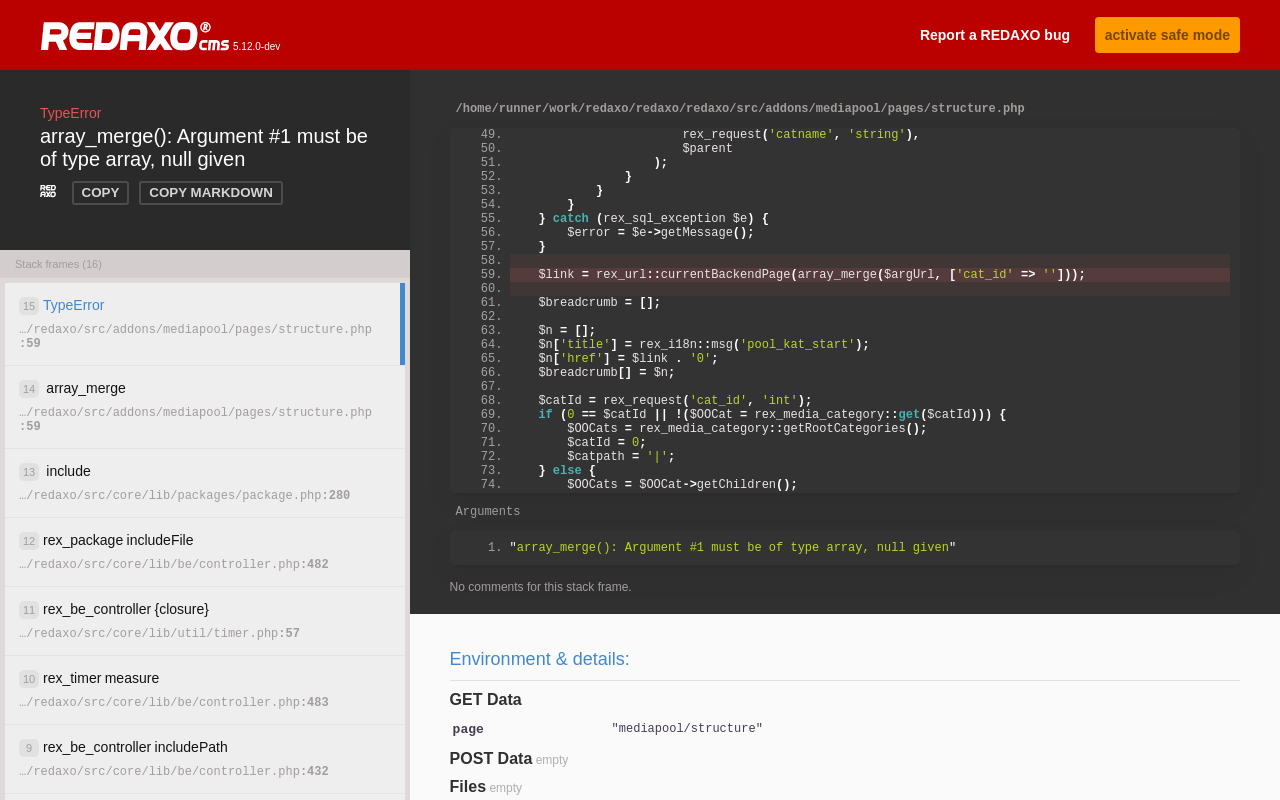 REDAXO® cms 5.12.0-dev
Report a REDAXO bug
activate safe mode
TypeError
array_merge(): Argument #1 must be
of type array, null given
RED
AXO
COPY
COPY MARKDOWN
Stack frames (16)
15 TypeError
…/redaxo/src/addons/mediapool/pages/structure.php
:59
14 array_merge
…/redaxo/src/addons/mediapool/pages/structure.php
:59
13 include
…/redaxo/src/core/lib/packages/package.php:280
12 rex_package includeFile
…/redaxo/src/core/lib/be/controller.php:482
11 rex_be_controller {closure}
…/redaxo/src/core/lib/util/timer.php:57
10 rex_timer measure
…/redaxo/src/core/lib/be/controller.php:483
9 rex_be_controller includePath
…/redaxo/src/core/lib/be/controller.php:432
/home/runner/work/redaxo/redaxo/redaxo/src/addons/mediapool/pages/structure.php
49.                         rex_request('catname', 'string'),
50.                         $parent
51.                     );
52.                 }
53.             }
54.         }
55.     } catch (rex_sql_exception $e) {
56.         $error = $e->getMessage();
57.     }
58.
59.     $link = rex_url::currentBackendPage(array_merge($argUrl, ['cat_id' => '']));
60.
61.     $breadcrumb = [];
62.
63.     $n = [];
64.     $n['title'] = rex_i18n::msg('pool_kat_start');
65.     $n['href'] = $link . '0';
66.     $breadcrumb[] = $n;
67.
68.     $catId = rex_request('cat_id', 'int');
69.     if (0 == $catId || !($OOCat = rex_media_category::get($catId))) {
70.         $OOCats = rex_media_category::getRootCategories();
71.         $catId = 0;
72.         $catpath = '|';
73.     } else {
74.         $OOCats = $OOCat->getChildren();
Arguments
1. "array_merge(): Argument #1 must be of type array, null given"
No comments for this stack frame.
Environment & details:
GET Data
page "mediapool/structure"
POST Data empty
Files empty